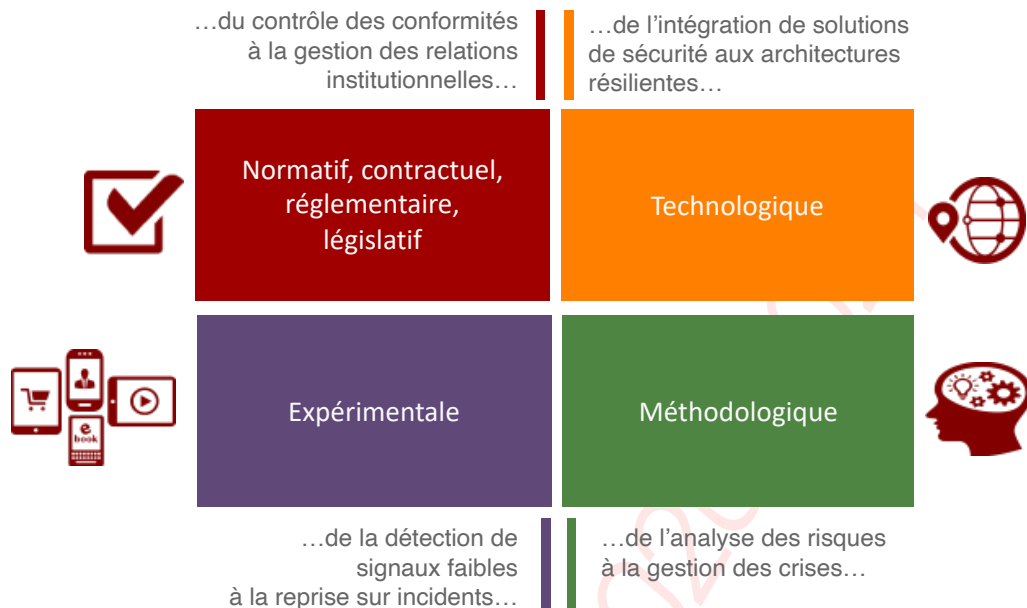 …du contrôle des conformités
à la gestion des relations
institutionnelles…
…de l’intégration de solutions
de sécurité aux architectures
résilientes…
Normatif, contractuel,
réglementaire,
législatif
Technologique
Expérimentale
Méthodologique
e
book
…de la détection de
signaux faibles
à la reprise sur incidents…
…de l’analyse des risques
à la gestion des crises…